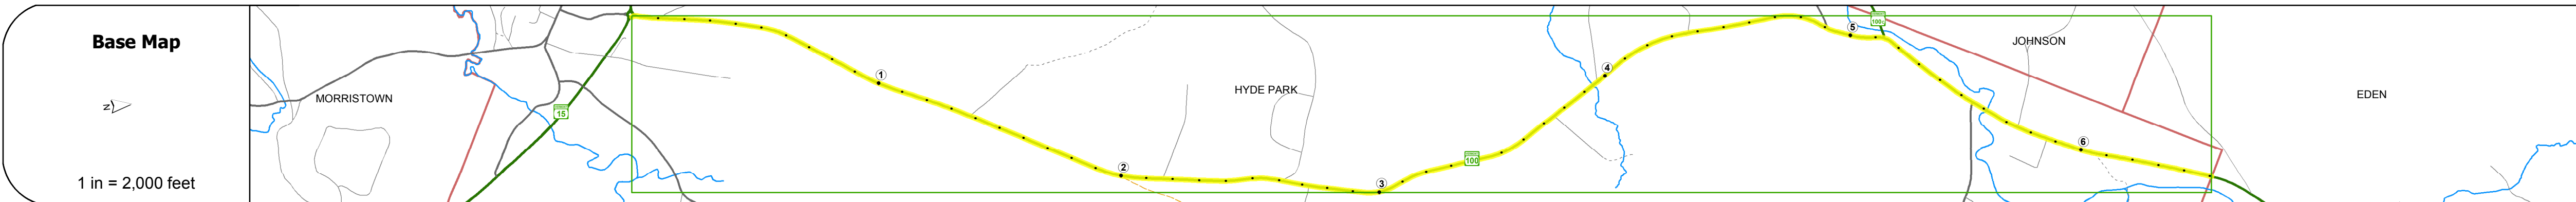 Base Map
N
1 in = 2,000 feet
MORRISTOWN
15
1
2
HYDE PARK
3
100
4
5
100C
JOHNSON
6
EDEN